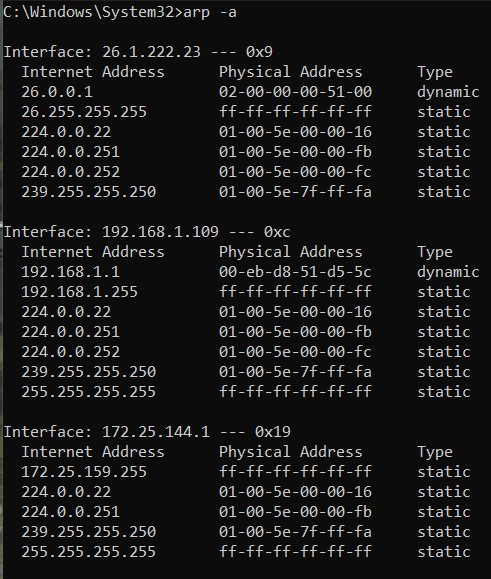 C:\Windows\System32>arp -a
Interface: 26.1.222.23 --- 0x9
  Internet Address      Physical Address      Type
  26.0.0.1              02-00-00-00-51-00     dynamic
  26.255.255.255        ff-ff-ff-ff-ff-ff     static
  224.0.0.22            01-00-5e-00-00-16     static
  224.0.0.251           01-00-5e-00-00-fb     static
  224.0.0.252           01-00-5e-00-00-fc     static
  239.255.255.250       01-00-5e-7f-ff-fa     static
Interface: 192.168.1.109 --- 0xc
  Internet Address      Physical Address      Type
  192.168.1.1           00-eb-d8-51-d5-5c     dynamic
  192.168.1.255         ff-ff-ff-ff-ff-ff     static
  224.0.0.22            01-00-5e-00-00-16     static
  224.0.0.251           01-00-5e-00-00-fb     static
  224.0.0.252           01-00-5e-00-00-fc     static
  239.255.255.250       01-00-5e-7f-ff-fa     static
  255.255.255.255       ff-ff-ff-ff-ff-ff     static
Interface: 172.25.144.1 --- 0x19
  Internet Address      Physical Address      Type
  172.25.159.255        ff-ff-ff-ff-ff-ff     static
  224.0.0.22            01-00-5e-00-00-16     static
  224.0.0.251           01-00-5e-00-00-fb     static
  239.255.255.250       01-00-5e-7f-ff-fa     static
  255.255.255.255       ff-ff-ff-ff-ff-ff     static